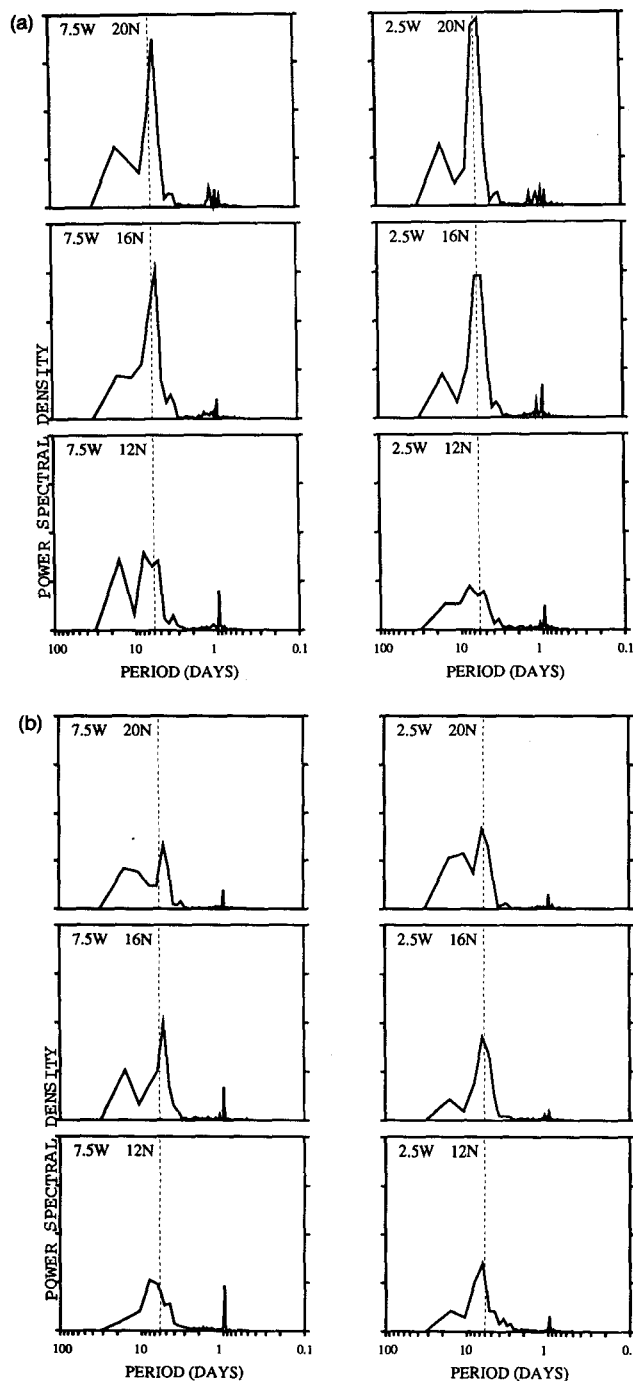 (a)
7.5W 20N
2.5W 20N
7.5W 16N
2.5W 16N
POWER SPECTRAL DENSITY
7.5W 12N
2.5W 12N
100 10 1 0.1
100 10 1 0.1
PERIOD (DAYS)
PERIOD (DAYS)
(b)
7.5W 20N
2.5W 20N
7.5W 16N
2.5W 16N
POWER SPECTRAL DENSITY
7.5W 12N
2.5W 12N
100 10 1 0.1
100 10 1 0.1
PERIOD (DAYS)
PERIOD (DAYS)